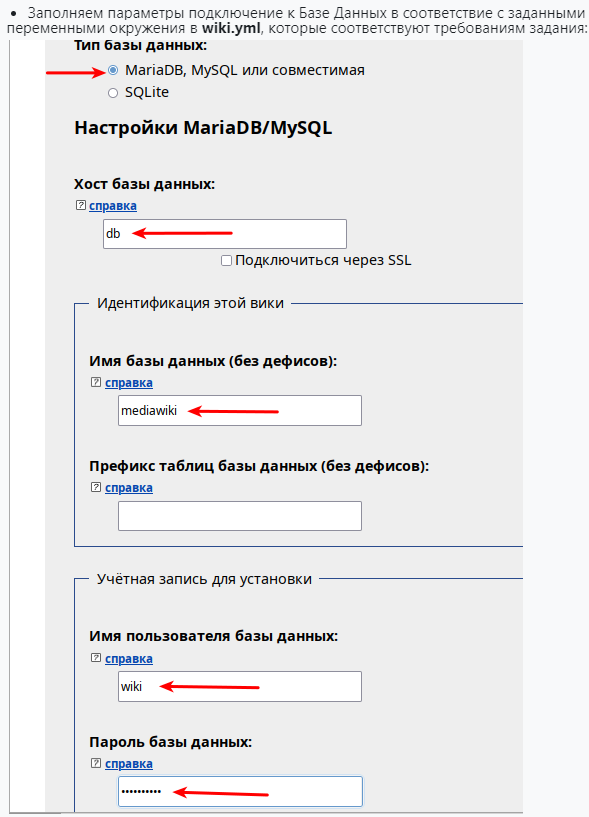 • Заполняем параметры подключение к Базе Данных в соответствие с заданными
переменными окружения в wiki.yml, которые соответствуют требованиям задания:
Тип базы данных:
MariaDB, MySQL или совместимая
SQLite
Настройки MariaDB/MySQL
Хост базы данных:
? справка
db
Подключиться через SSL
Идентификация этой вики
Имя базы данных (без дефисов):
? справка
mediawiki
Префикс таблиц базы данных (без дефисов):
? справка
Учётная запись для установки
Имя пользователя базы данных:
? справка
wiki
Пароль базы данных:
? справка
••••••••••